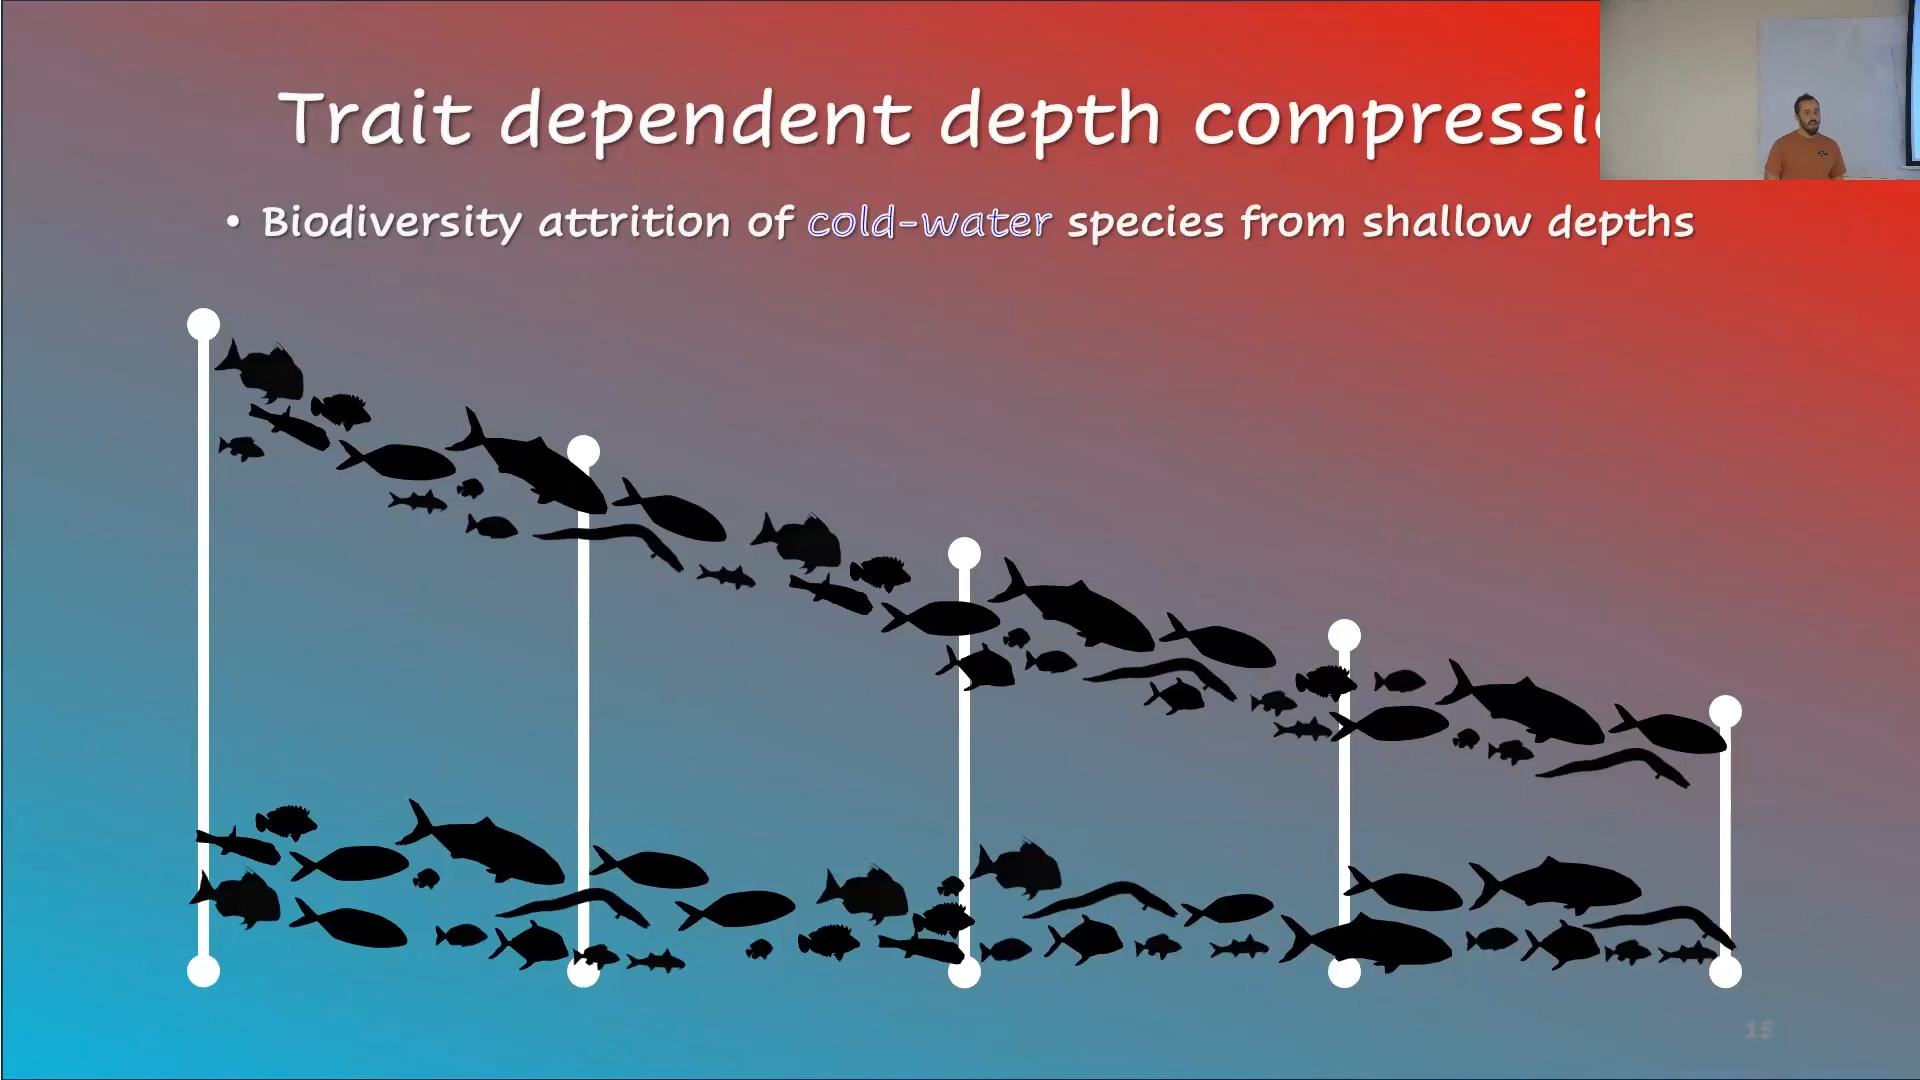 Trait dependent depth compressi
• Biodiversity attrition of cold-water species from shallow depths
15